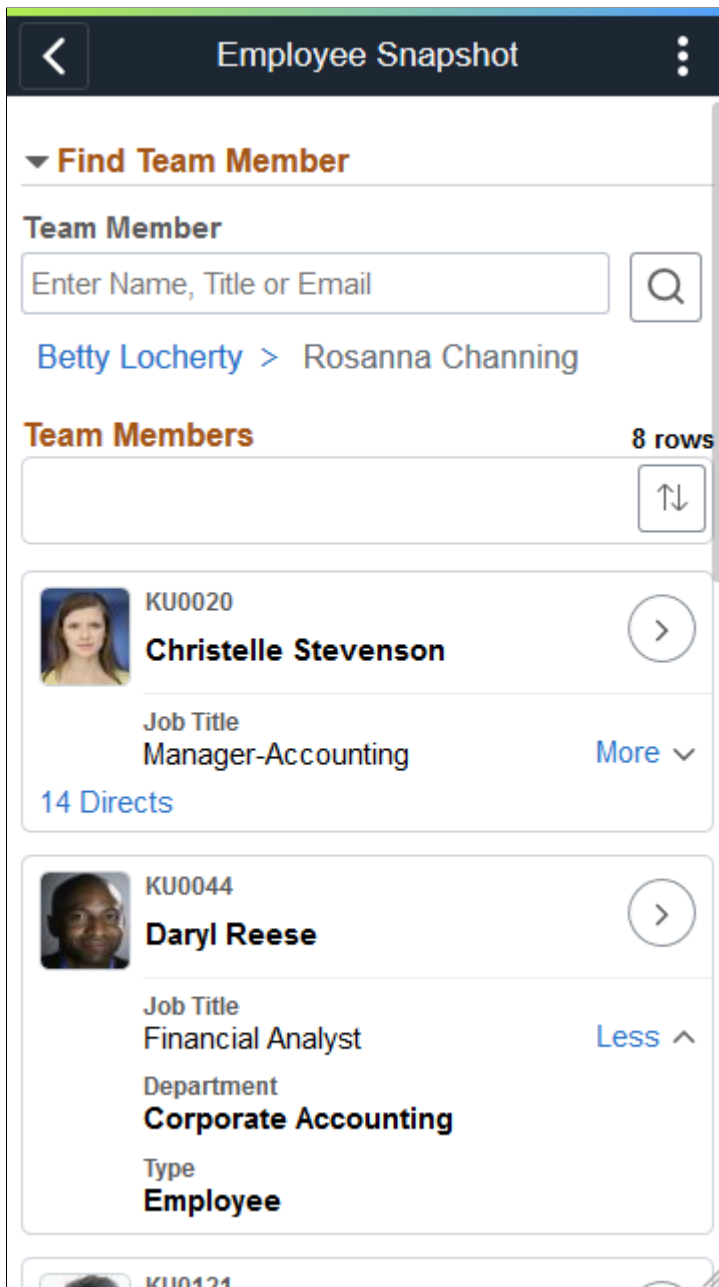 Employee Snapshot
Find Team Member
Team Member
Enter Name, Title or Email
Betty Locherty > Rosanna Channing
Team Members 8 rows
KU0020
Christelle Stevenson
Job Title
Manager-Accounting More
14 Directs
KU0044
Daryl Reese
Job Title
Financial Analyst Less
Department
Corporate Accounting
Type
Employee
KU0121